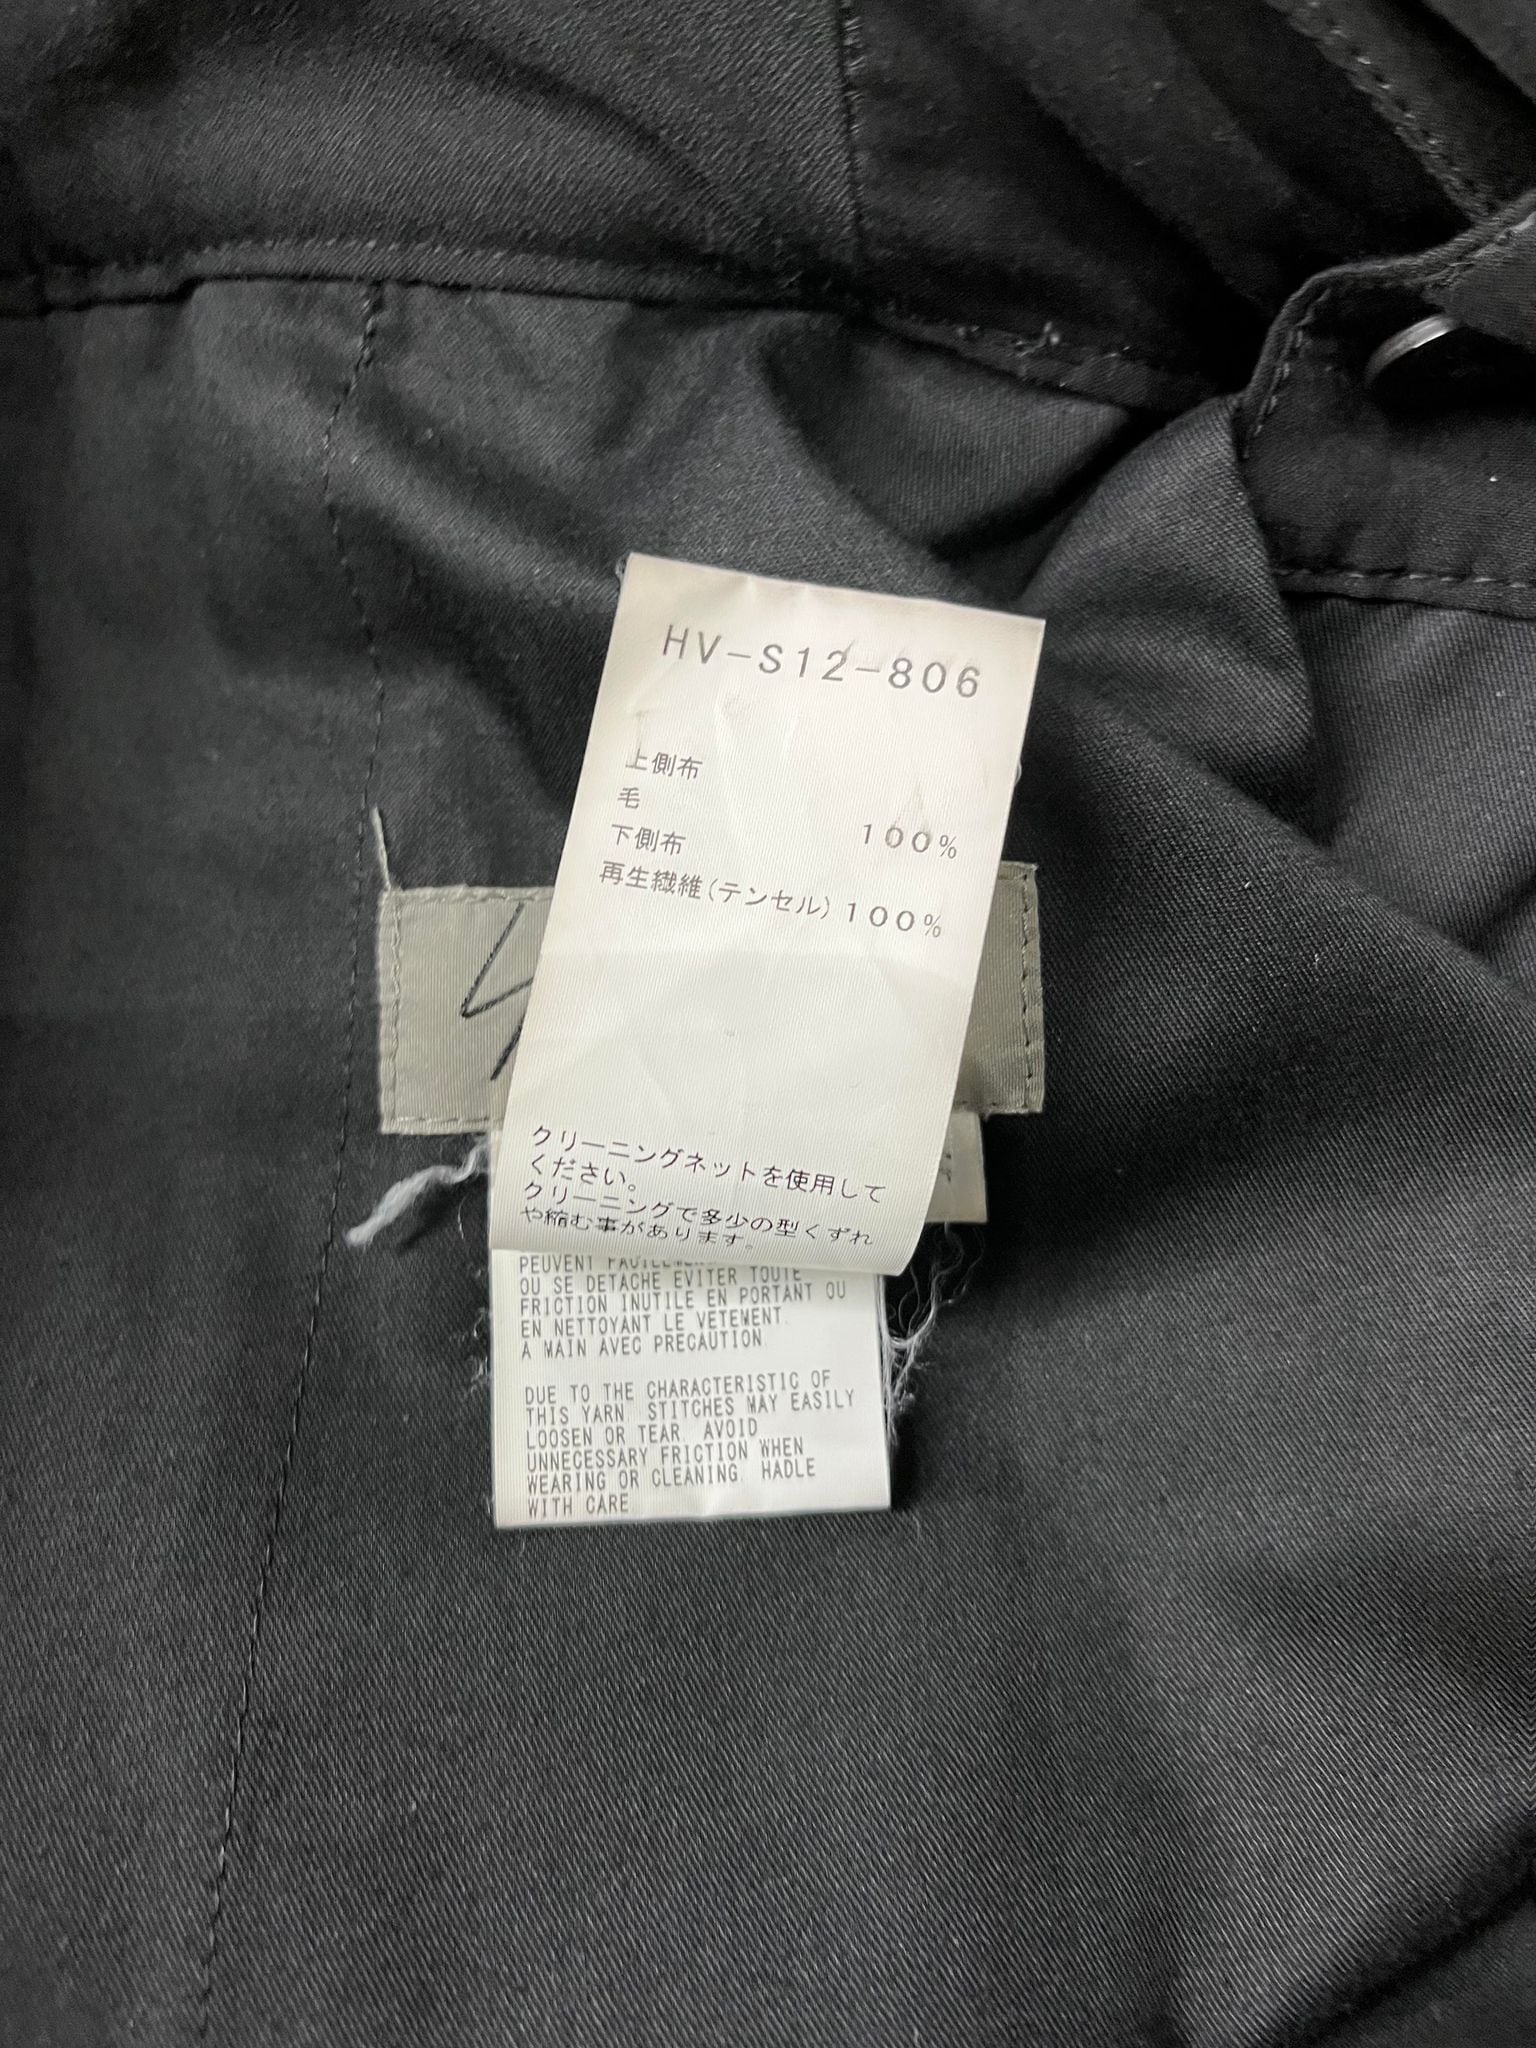 HV-S12-806
上側布
毛 100%
下側布
再生繊維(テンセル) 100%
クリーニングネットを使用して
ください。
クリーニングで多少の型くずれ
や縮む事があります。
PEUVENT
OU SE DETACHE EVITER TOUTE
FRICTION INUTILE EN PORTANT OU
EN NETTOYANT LE VETEMENT.
A MAIN AVEC PRECAUTION.
DUE TO THE CHARACTERISTIC OF
THIS YARN. STITCHES MAY EASILY
LOOSEN OR TEAR. AVOID
UNNECESSARY FRICTION WHEN
WEARING OR CLEANING. HADLE
WITH CARE